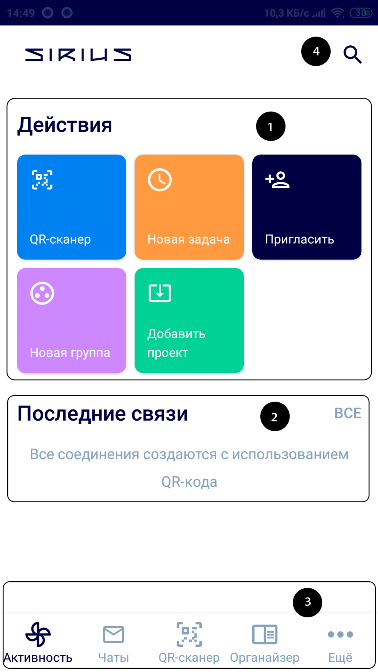 14:49 10,3 КБ/с 30
SIRIUS
4
Действия
1
QR-сканер
Новая задача
Пригласить
Новая группа
Добавить
проект
Последние связи
2
ВСЕ
Все соединения создаются с использованием
QR-кода
3
Активность
Чаты
QR-сканер
Органайзер
Ещё